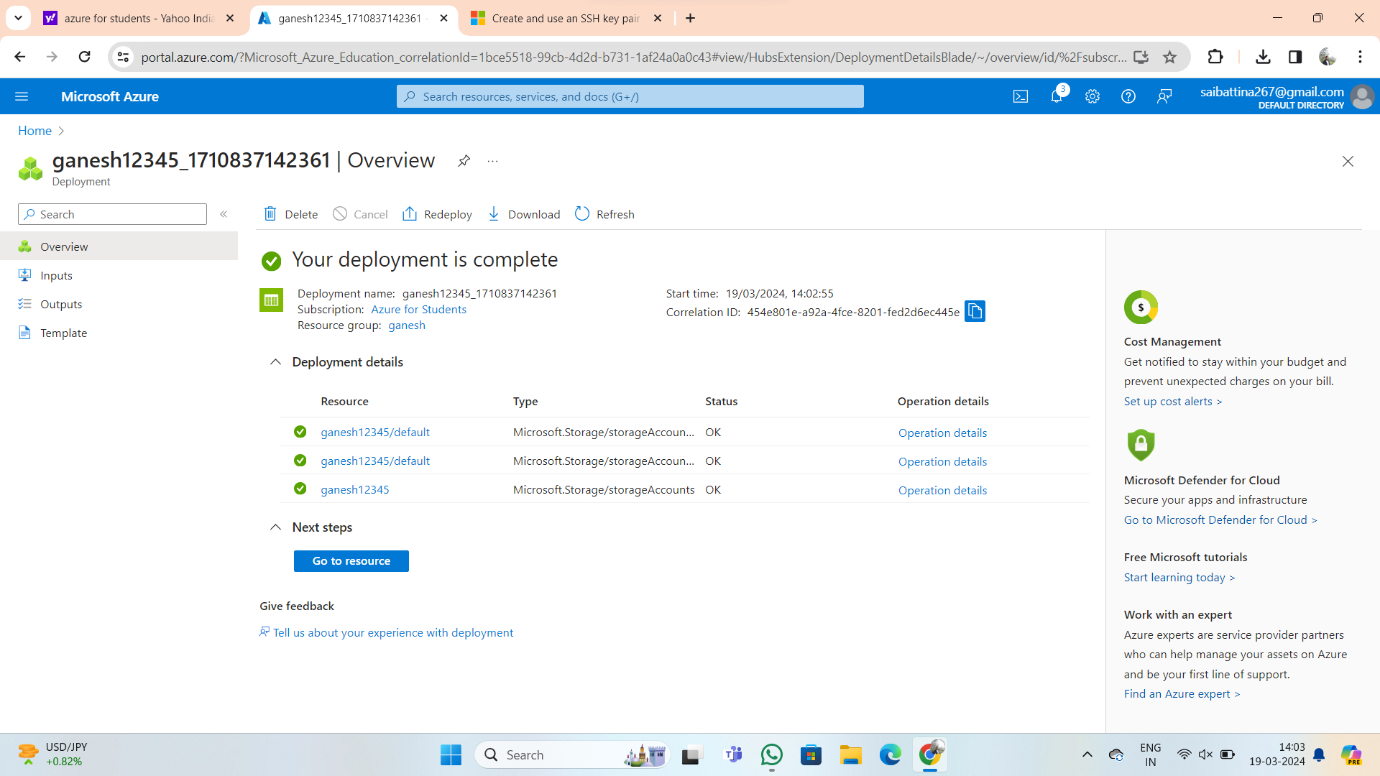 azure for students - Yahoo India
ganesh12345_1710837142361 -
Create and use an SSH key pair
portal.azure.com/?Microsoft_Azure_Education_correlationId=1bce5518-99cb-4d2d-b731-1af24a0a0c43#view/HubsExtension/DeploymentDetailsBlade/~/overview/id/%2Fsubscr...
Microsoft Azure
Search resources, services, and docs (G+/)
3
saibattina267@gmail.com
DEFAULT DIRECTORY
Home
ganesh12345_1710837142361 | Overview
Deployment
Search
Delete Cancel Redeploy Download Refresh
Overview
Inputs
Outputs
Template
Your deployment is complete
Deployment name: ganesh12345_1710837142361
Subscription: Azure for Students
Resource group: ganesh
Start time: 19/03/2024, 14:02:55
Correlation ID: 454e801e-a92a-4fce-8201-fed2d6ec445e
Deployment details
Resource Type Status Operation details
ganesh12345/default Microsoft.Storage/storageAccoun... OK Operation details
ganesh12345/default Microsoft.Storage/storageAccoun... OK Operation details
ganesh12345 Microsoft.Storage/storageAccounts OK Operation details
Next steps
Go to resource
Give feedback
Tell us about your experience with deployment
$
Cost Management
Get notified to stay within your budget and
prevent unexpected charges on your bill.
Set up cost alerts >
Microsoft Defender for Cloud
Secure your apps and infrastructure
Go to Microsoft Defender for Cloud >
Free Microsoft tutorials
Start learning today >
Work with an expert
Azure experts are service provider partners
who can help manage your assets on Azure
and be your first line of support.
Find an Azure expert >
USD/JPY
+0.82%
Search
ENG
IN
14:03
19-03-2024
PRE